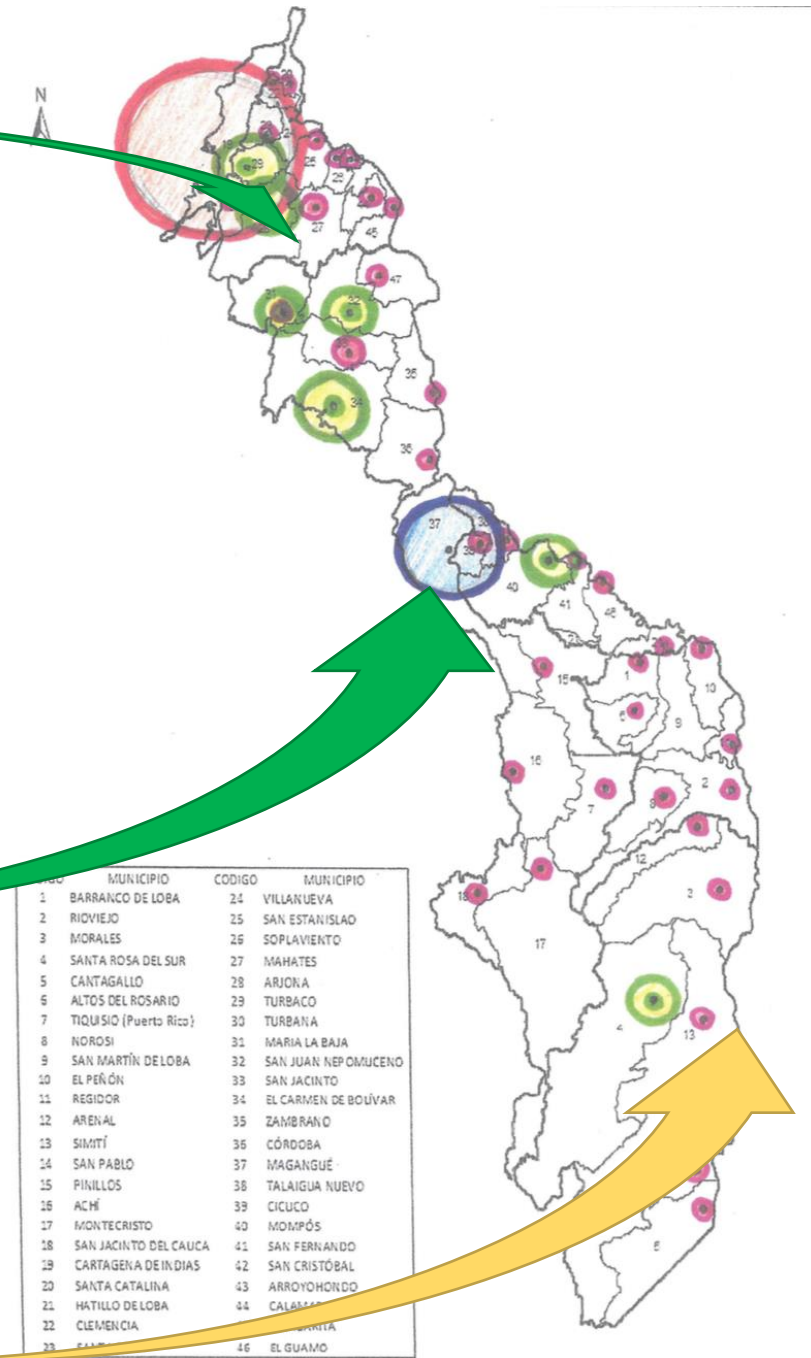 N
29
27
45
47
34
36
36
37
40
41
46
15
1
10
6
9
16
7
2
8
12
3
18
17
4
13
MUNICIPIO CODIGO MUNICIPIO
1 BARRANCO DE LOBA 24 VILLANUEVA
2 RIOVIEJO 25 SAN ESTANISLAO
3 MORALES 26 SOPLAVIENTO
4 SANTA ROSA DEL SUR 27 MAHATES
5 CANTAGALLO 28 ARJONA
6 ALTOS DEL ROSARIO 29 TURBACO
7 TIQUISIO (Puerto Rico) 30 TURBANA
8 NOROSI 31 MARIA LA BAJA
9 SAN MARTÍN DE LOBA 32 SAN JUAN NEPOMUCENO
10 EL PEÑÓN 33 SAN JACINTO
11 REGIDOR 34 EL CARMEN DE BOLÍVAR
12 ARENAL 35 ZAMBRANO
13 SIMITÍ 36 CÓRDOBA
14 SAN PABLO 37 MAGANGUÉ
15 PINILLOS 38 TALAIGUA NUEVO
16 ACHÍ 39 CICUCO
17 MONTECRISTO 40 MOMPÓS
18 SAN JACINTO DEL CAUCA 41 SAN FERNANDO
19 CARTAGENA DE INDIAS 42 SAN CRISTÓBAL
20 SANTA CATALINA 43 ARROYOHONDO
21 HATILLO DE LOBA 44
22 CLEMENCIA
23 46 EL GUAMO